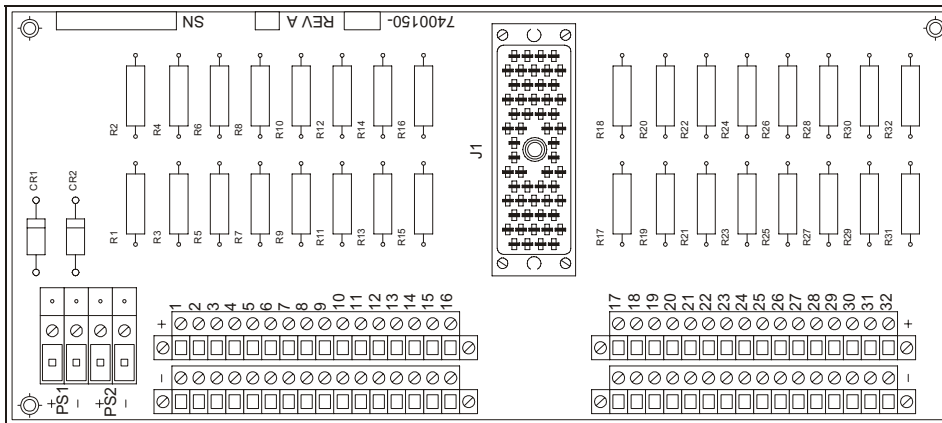 7400150-
REV A
SN
R2 R4 R6 R8 R10 R12 R14 R16
J1
R18 R20 R22 R24 R26 R28 R30 R32
CR1 CR2
R1 R3 R5 R7 R9 R11 R13 R15
R17 R19 R21 R23 R25 R27 R29 R31
1 2 3 4 5 6 7 8 9 10 11 12 13 14 15 16
17 18 19 20 21 22 23 24 25 26 27 28 29 30 31 32
+ +
− −
+ − + −
PS1 PS2